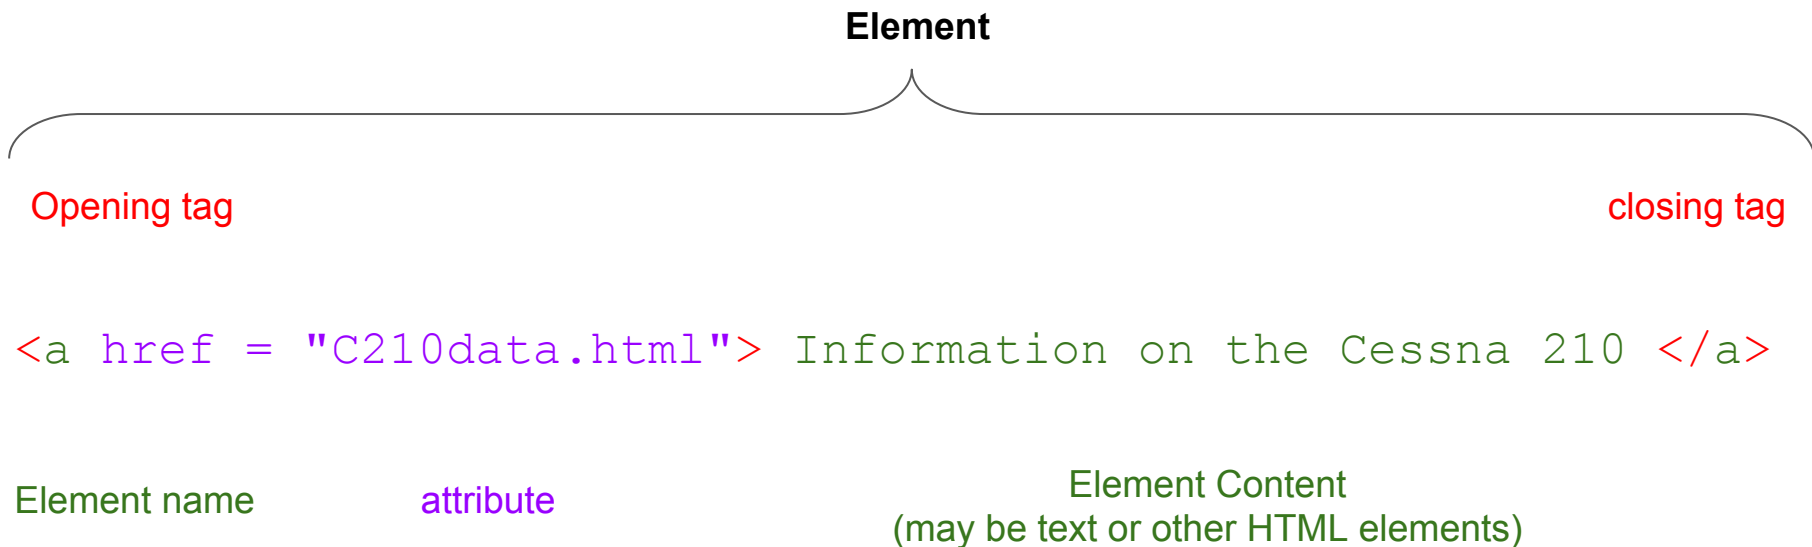 Element
Opening tag closing tag
<a href = "C210data.html"> Information on the Cessna 210 </a>
Element name attribute Element Content
(may be text or other HTML elements)